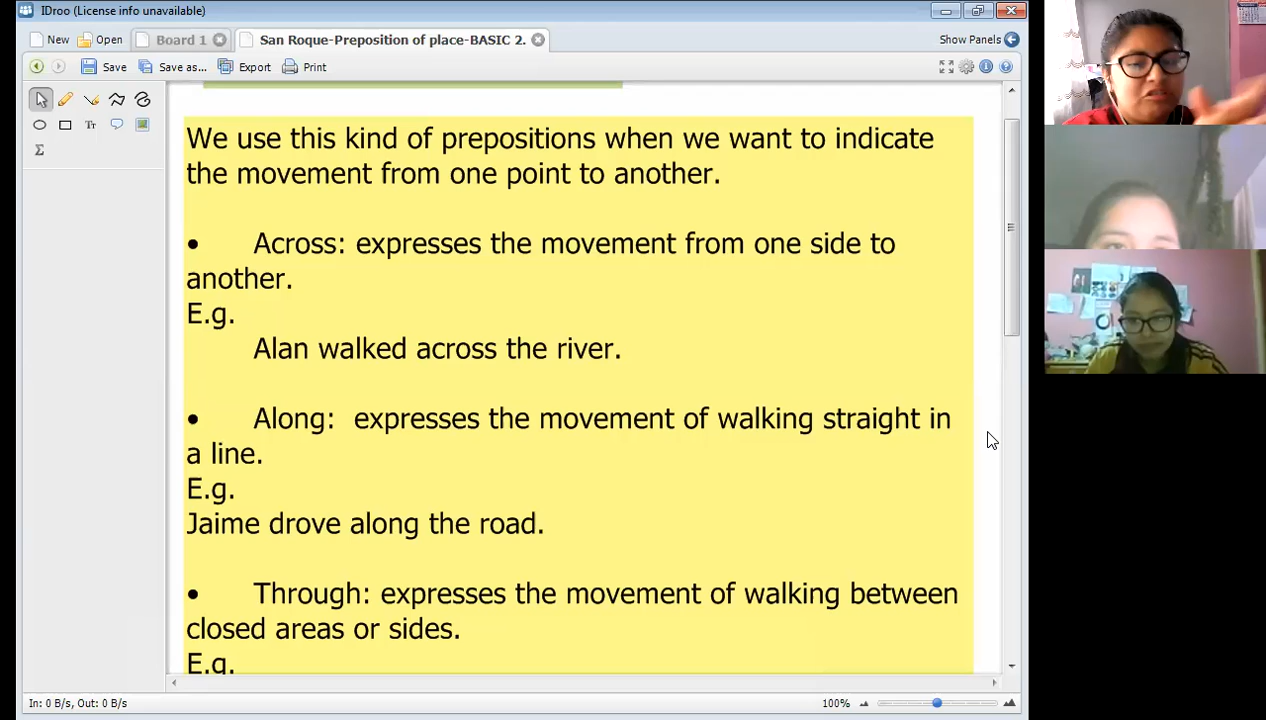 IDroo (License info unavailable)
New Open Board 1 San Roque-Preposition of place-BASIC 2. Show Panels
Save Save as... Export Print
Tr
Σ
We use this kind of prepositions when we want to indicate
the movement from one point to another.
• Across: expresses the movement from one side to
another.
E.g.
Alan walked across the river.
• Along: expresses the movement of walking straight in
a line.
E.g.
Jaime drove along the road.
• Through: expresses the movement of walking between
closed areas or sides.
E.g.
In: 0 B/s, Out: 0 B/s 100%